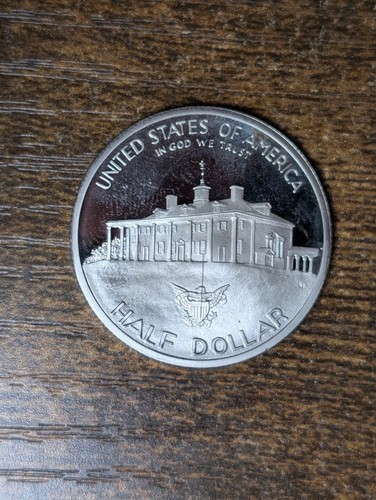 UNITED STATES OF AMERICA
IN GOD WE TRUST
HALF DOLLAR